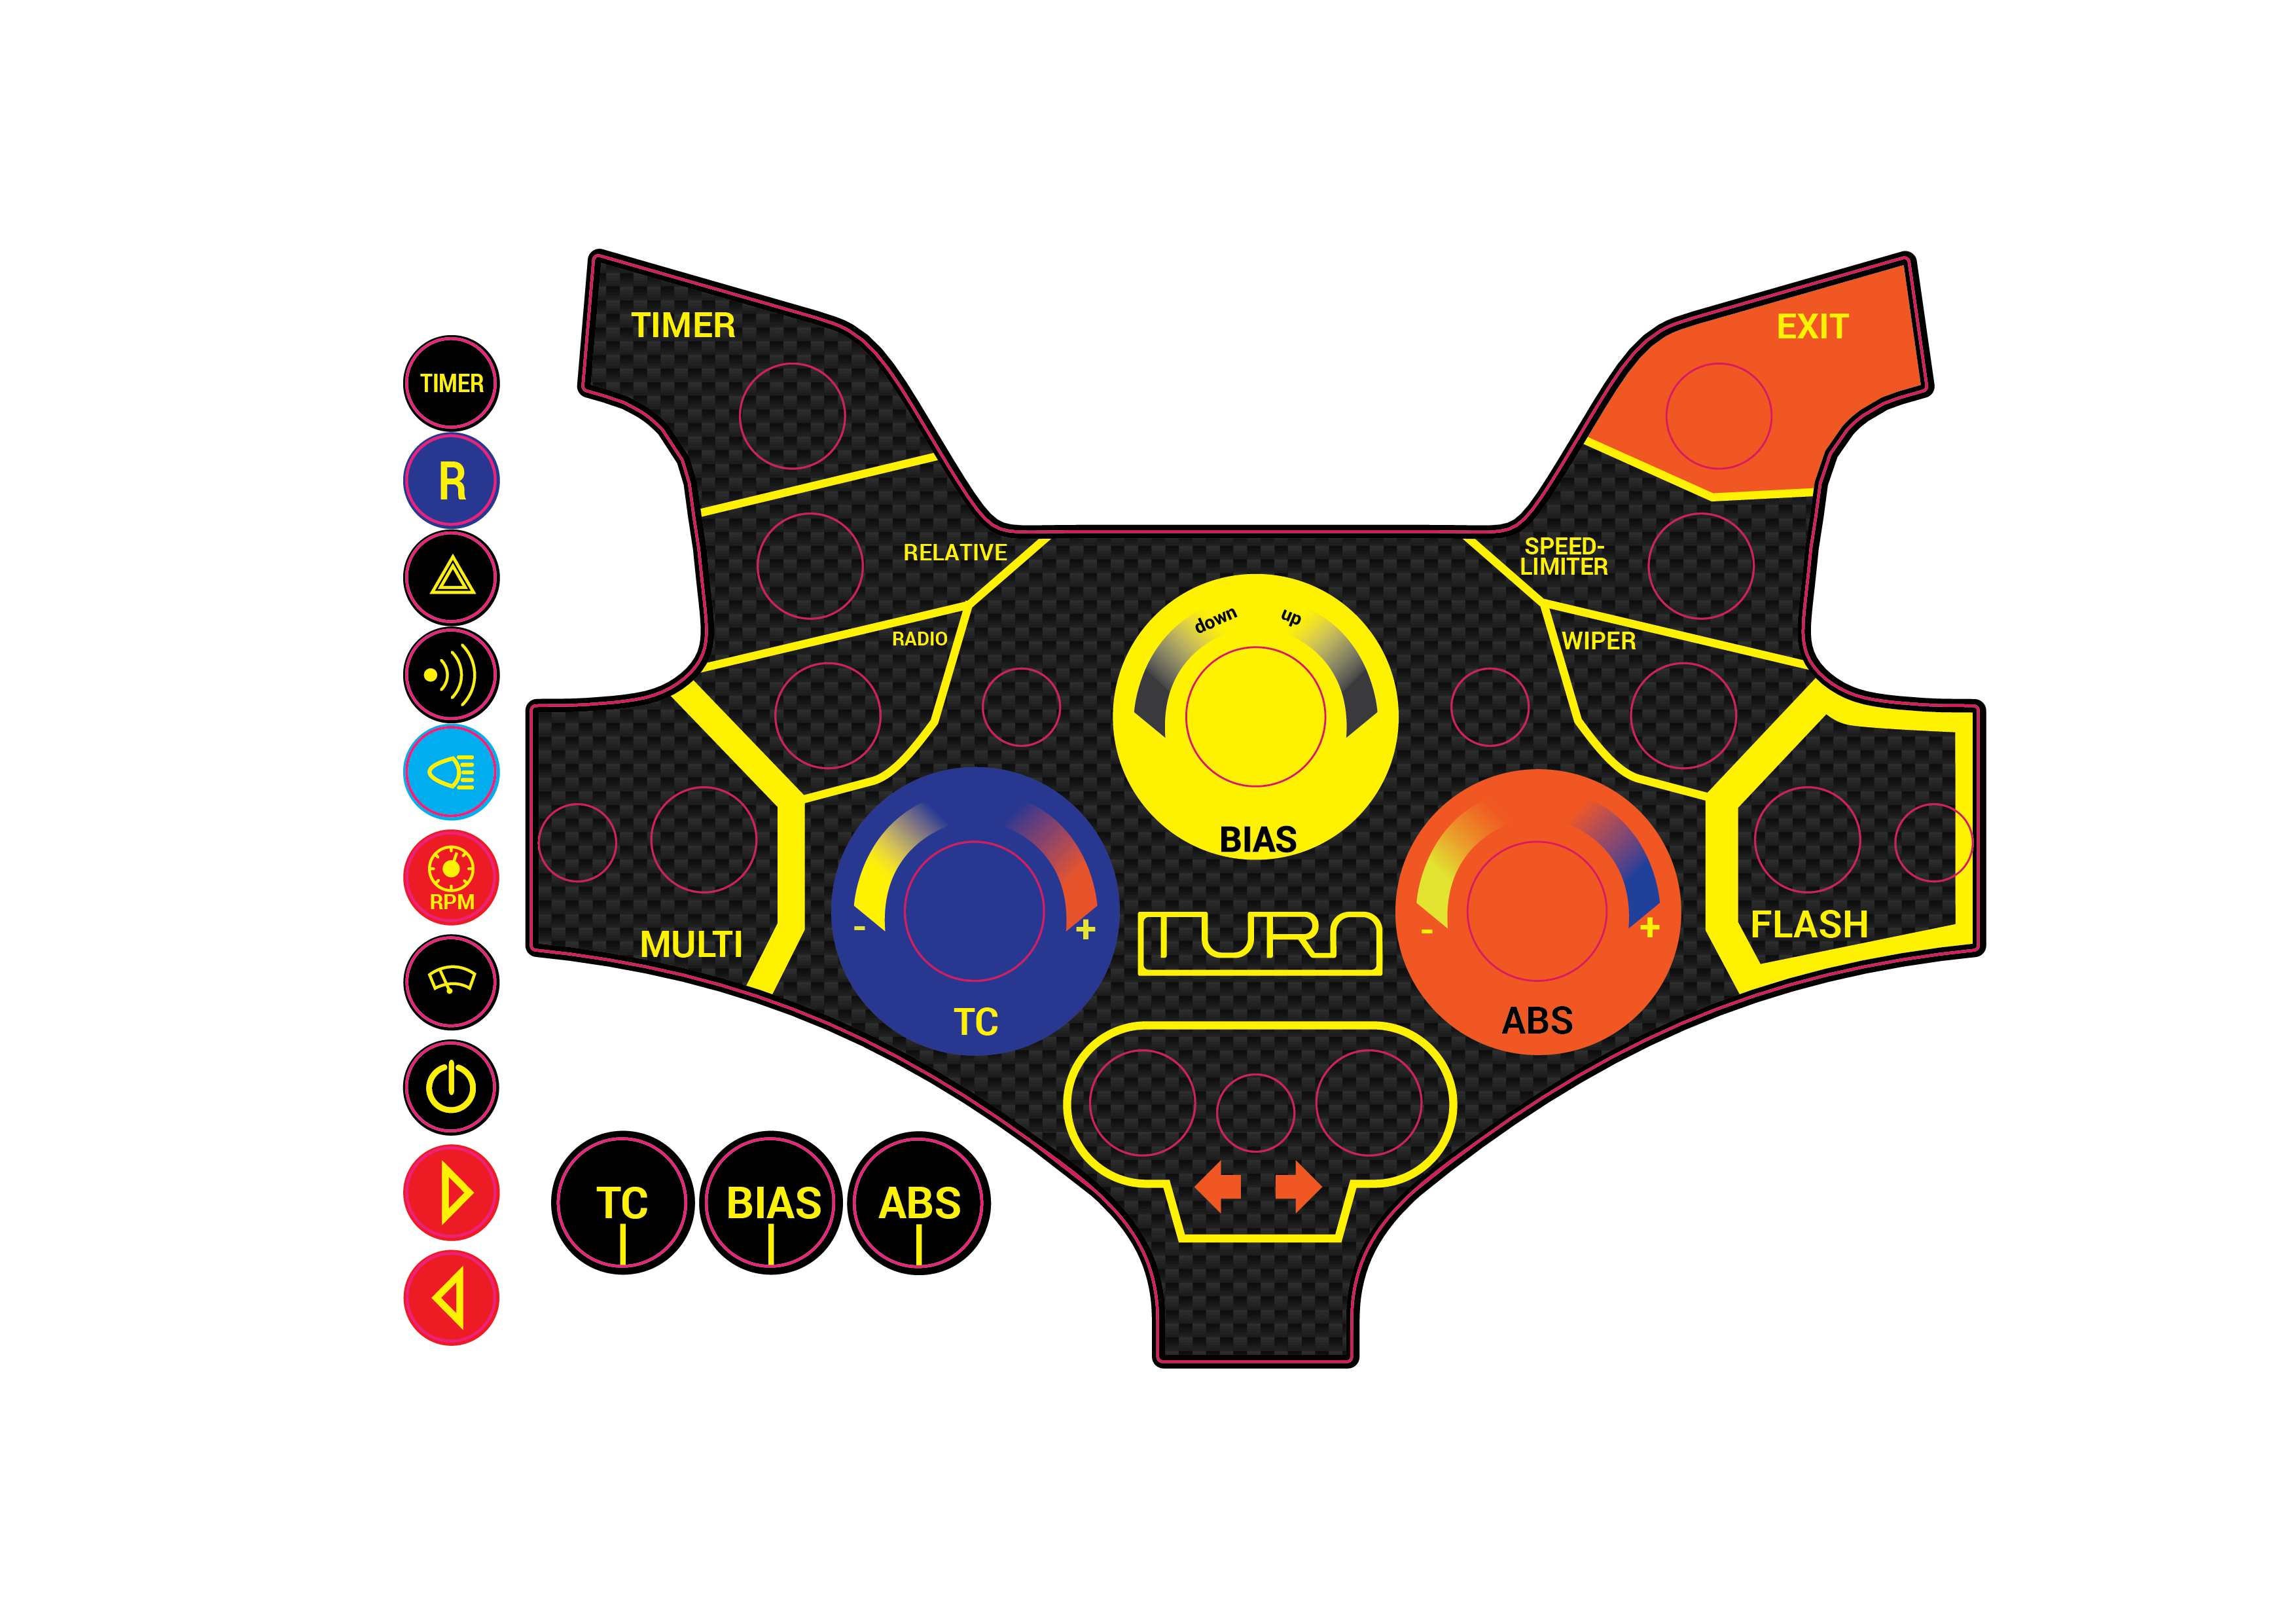 TIMER
EXIT
TIMER
R
RELATIVE
SPEED-
LIMITER
RADIO
WIPER
down
up
BIAS
RPM
MULTI
-
+
TC
TURN
-
+
ABS
FLASH
TC
BIAS
ABS